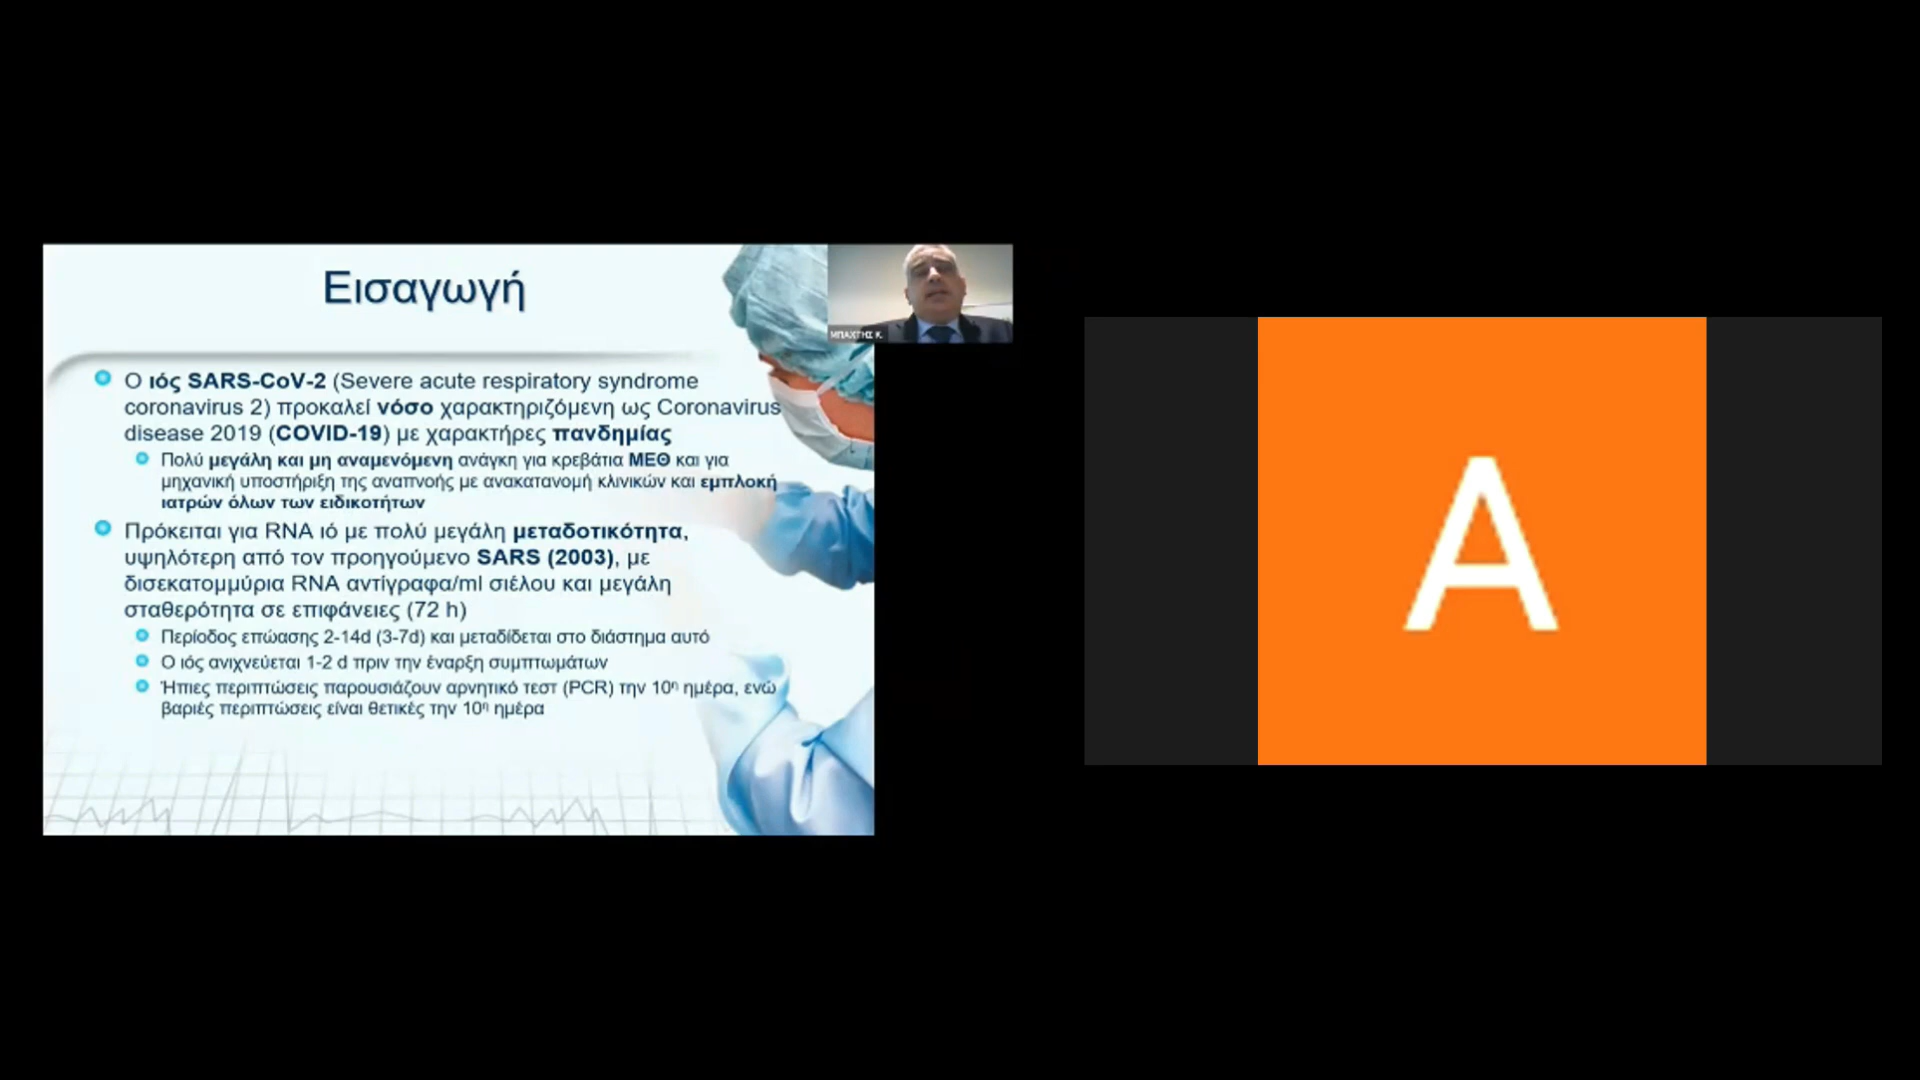 Εισαγωγή
ΜΠΑΧΤΗΣ Κ.
Ο ιός SARS-CoV-2 (Severe acute respiratory syndrome
coronavirus 2) προκαλεί νόσο χαρακτηριζόμενη ως Coronavirus
disease 2019 (COVID-19) με χαρακτήρες πανδημίας
Πολύ μεγάλη και μη αναμενόμενη ανάγκη για κρεβάτια ΜΕΘ και για
μηχανική υποστήριξη της αναπνοής με ανακατανομή κλινικών και εμπλοκή
ιατρών όλων των ειδικοτήτων
Πρόκειται για RNA ιό με πολύ μεγάλη μεταδοτικότητα,
υψηλότερη από τον προηγούμενο SARS (2003), με
δισεκατομμύρια RNA αντίγραφα/ml σιέλου και μεγάλη
σταθερότητα σε επιφάνειες (72 h)
Περίοδος επώασης 2-14d (3-7d) και μεταδίδεται στο διάστημα αυτό
Ο ιός ανιχνεύεται 1-2 d πριν την έναρξη συμπτωμάτων
Ήπιες περιπτώσεις παρουσιάζουν αρνητικό τεστ (PCR) την 10η ημέρα, ενώ
βαριές περιπτώσεις είναι θετικές την 10η ημέρα
A